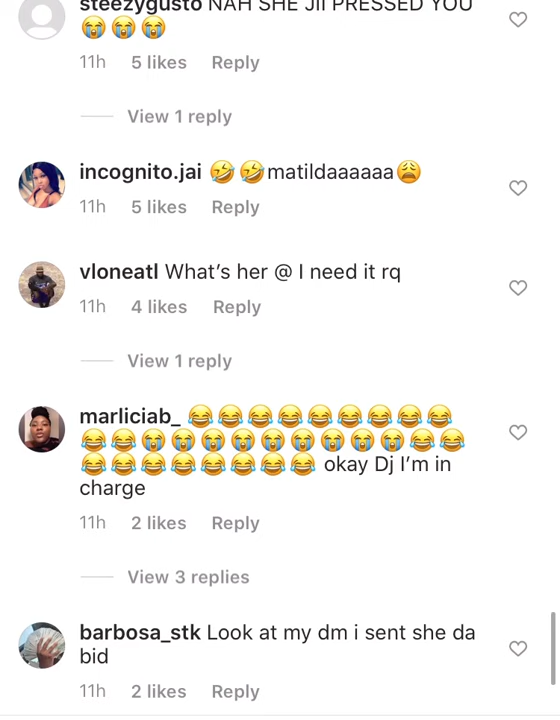 steezygusto NAH SHE JII PRESSED YOU
😭😭😭
11h 5 likes Reply
View 1 reply
incognito.jai 🤣🤣matildaaaaaa😩
11h 5 likes Reply
vloneatl What's her @ I need it rq
11h 4 likes Reply
View 1 reply
marliciab_ 😂😂😂😂😂😂😂😂😂
😂😂😭😭😭😭😭😭😭😭😭😂😂
😂😂😂😂😂😂😂😂 okay Dj I'm in
charge
11h 2 likes Reply
View 3 replies
barbosa_stk Look at my dm i sent she da
bid
11h 2 likes Reply